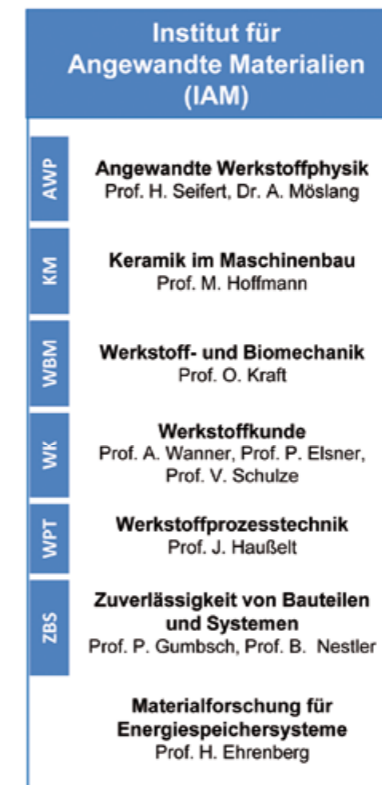 Institut für
Angewandte Materialien
(IAM)
AWP
Angewandte Werkstoffphysik
Prof. H. Seifert, Dr. A. Möslang
KM
Keramik im Maschinenbau
Prof. M. Hoffmann
WBM
Werkstoff- und Biomechanik
Prof. O. Kraft
WK
Werkstoffkunde
Prof. A. Wanner, Prof. P. Elsner,
Prof. V. Schulze
WPT
Werkstoffprozesstechnik
Prof. J. Haußelt
ZBS
Zuverlässigkeit von Bauteilen
und Systemen
Prof. P. Gumbsch, Prof. B. Nestler
Materialforschung für
Energiespeichersysteme
Prof. H. Ehrenberg